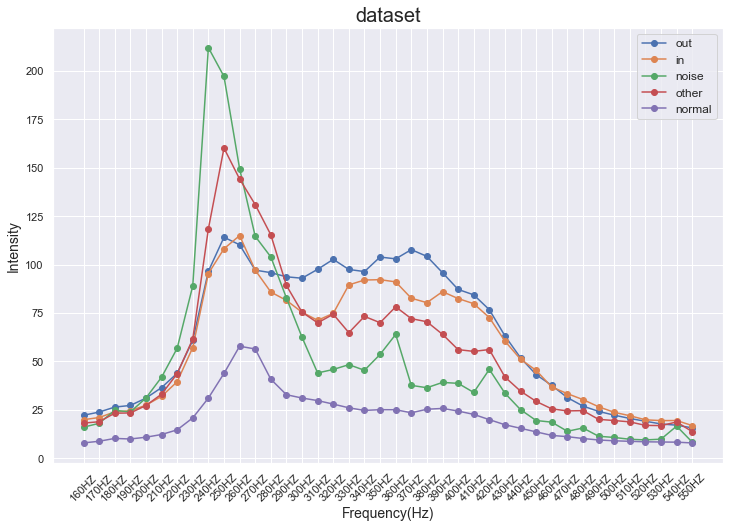 dataset
out
in
noise
other
normal
Intensity
200
175
150
125
100
75
50
25
0
160HZ
170HZ
180HZ
190HZ
200HZ
210HZ
220HZ
230HZ
240HZ
250HZ
260HZ
270HZ
280HZ
290HZ
300HZ
310HZ
320HZ
330HZ
340HZ
350HZ
360HZ
370HZ
380HZ
390HZ
400HZ
410HZ
420HZ
430HZ
440HZ
450HZ
460HZ
470HZ
480HZ
490HZ
500HZ
510HZ
520HZ
530HZ
540HZ
550HZ
Frequency(Hz)